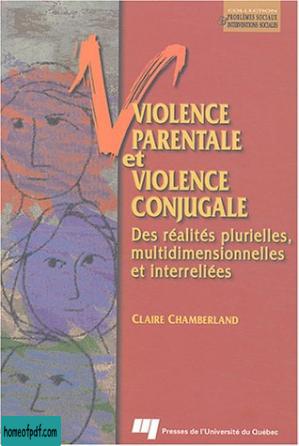 COLLECTION
PROBLÈMES SOCIAUX
& INTERVENTIONS SOCIALES
VIOLENCE
PARENTALE
et
VIOLENCE
CONJUGALE
Des réalités plurielles,
multidimensionnelles
et interreliées
CLAIRE CHAMBERLAND
Presses de l'Université du Québec
homeofpdf.com